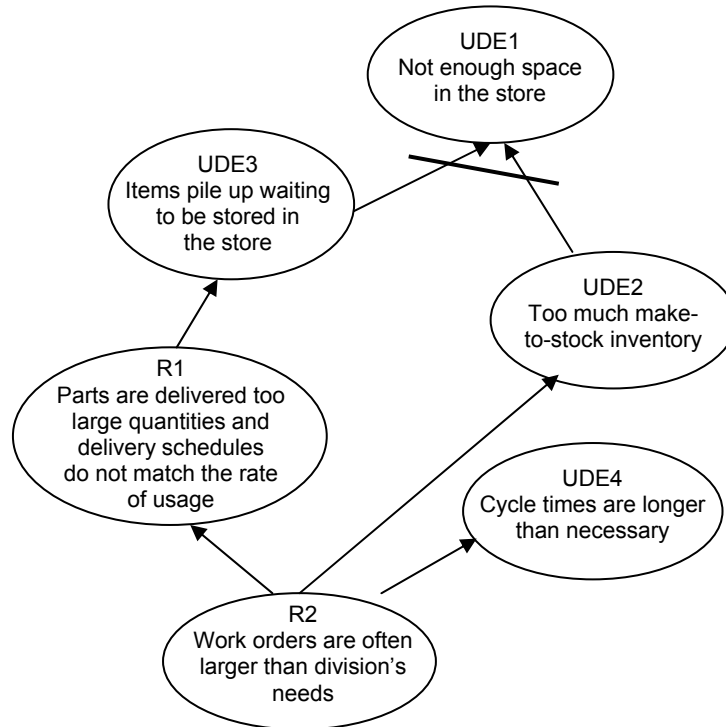 UDE1
Not enough space
in the store
UDE3
Items pile up waiting
to be stored in
the store
UDE2
Too much make-
to-stock inventory
R1
Parts are delivered too
large quantities and
delivery schedules
do not match the rate
of usage
UDE4
Cycle times are longer
than necessary
R2
Work orders are often
larger than division’s
needs